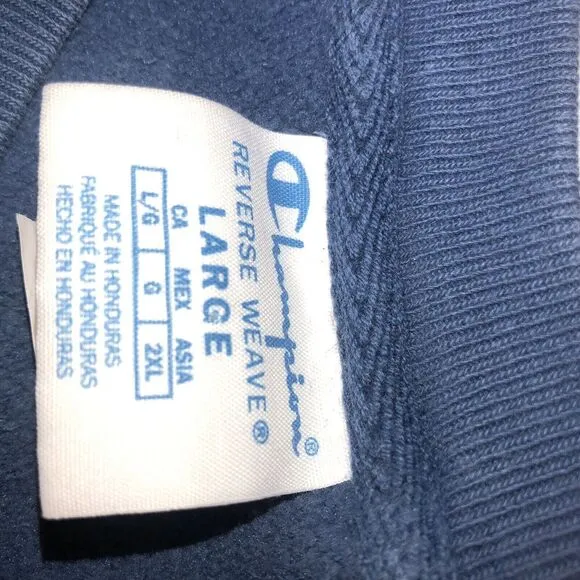 Champion®
REVERSE WEAVE®
LARGE
CA MEX ASIA
L/G G 2XL
MADE IN HONDURAS
FABRIQUÉ AU HONDURAS
HECHO EN HONDURAS